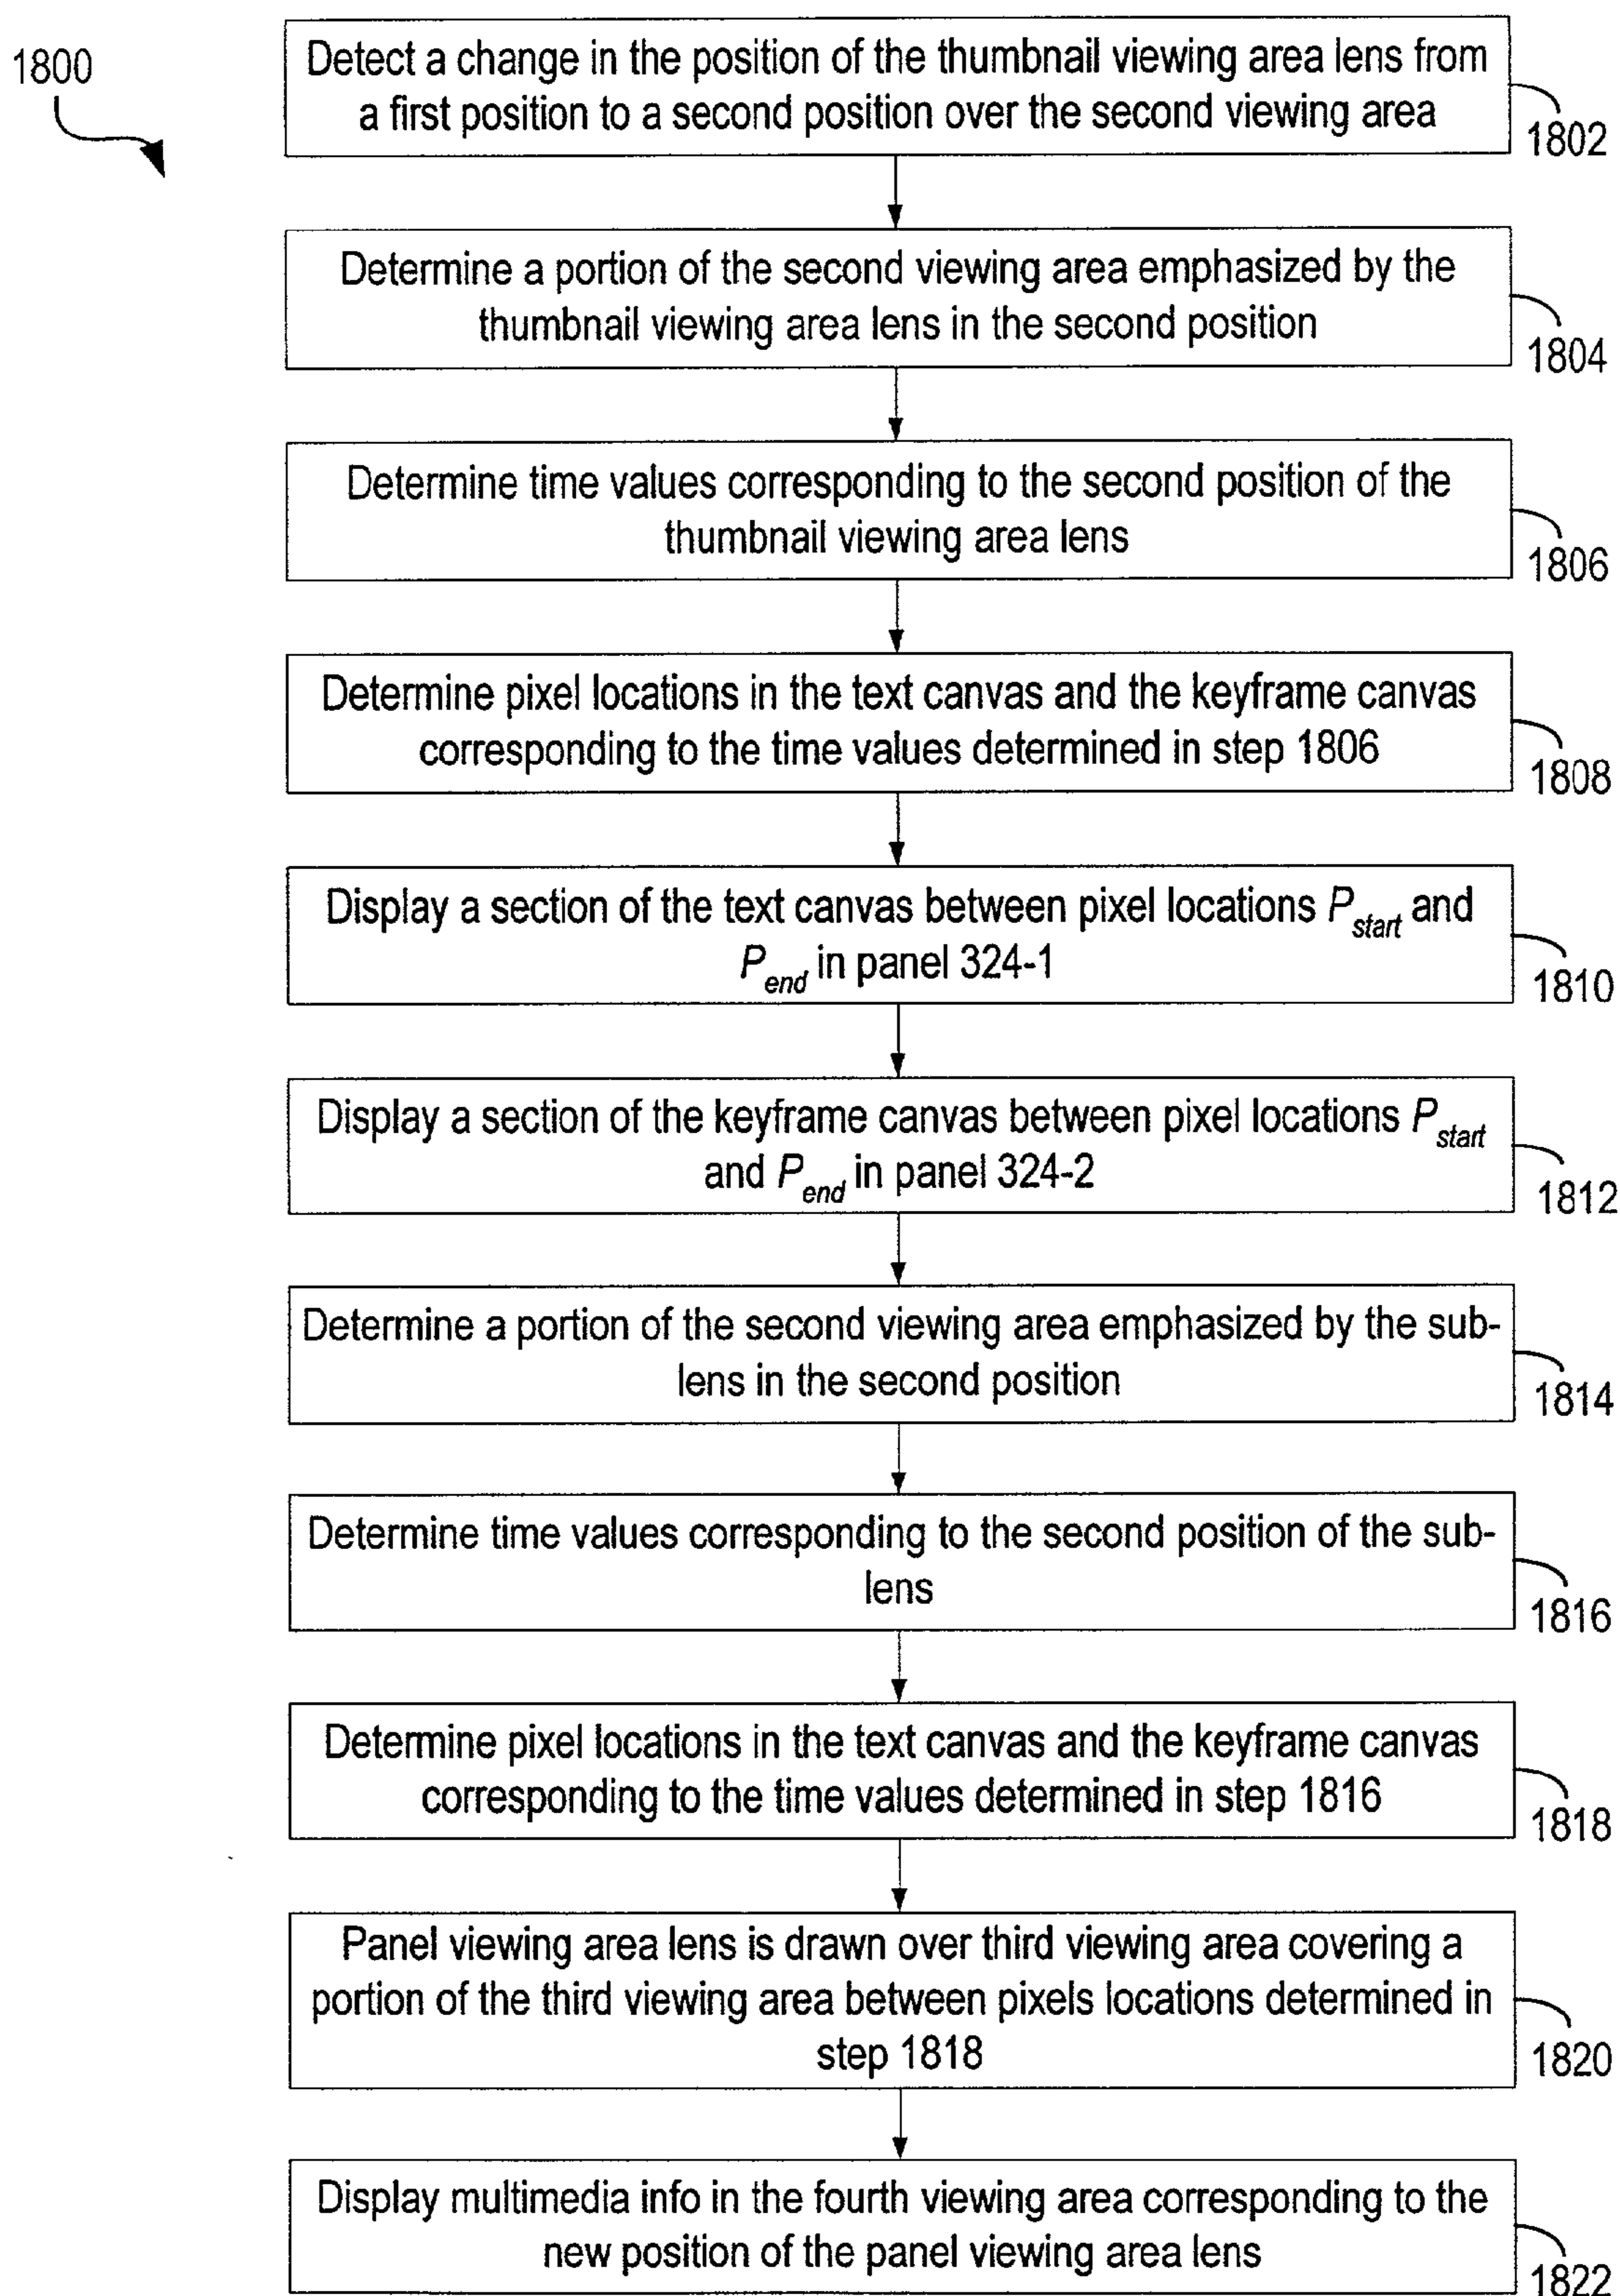 1800
Detect a change in the position of the thumbnail viewing area lens from
a first position to a second position over the second viewing area
1802
Determine a portion of the second viewing area emphasized by the
thumbnail viewing area lens in the second position
1804
Determine time values corresponding to the second position of the
thumbnail viewing area lens
1806
Determine pixel locations in the text canvas and the keyframe canvas
corresponding to the time values determined in step 1806
1808
Display a section of the text canvas between pixel locations P_start and
P_end in panel 324-1
1810
Display a section of the keyframe canvas between pixel locations P_start
and P_end in panel 324-2
1812
Determine a portion of the second viewing area emphasized by the sub-
lens in the second position
1814
Determine time values corresponding to the second position of the sub-
lens
1816
Determine pixel locations in the text canvas and the keyframe canvas
corresponding to the time values determined in step 1816
1818
Panel viewing area lens is drawn over third viewing area covering a
portion of the third viewing area between pixels locations determined in
step 1818
1820
Display multimedia info in the fourth viewing area corresponding to the
new position of the panel viewing area lens
1822